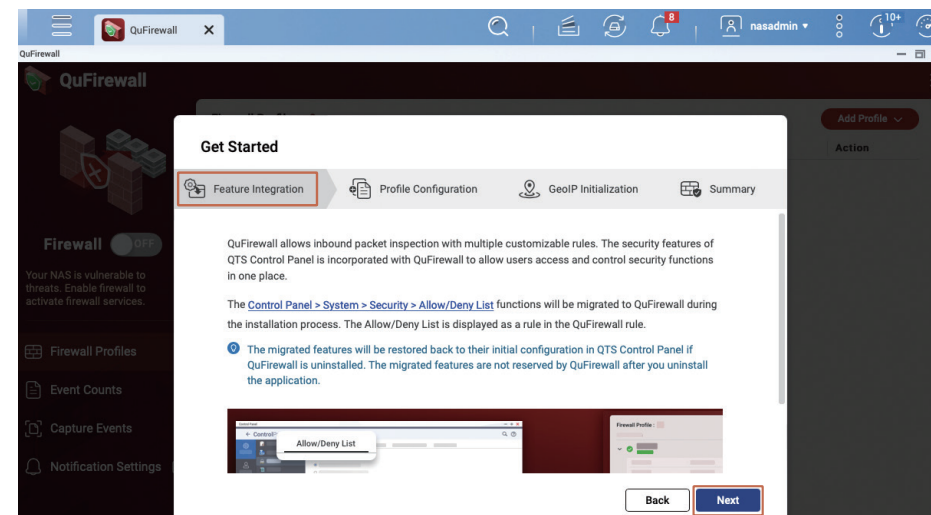 QuFirewall
8
nasadmin
10+
QuFirewall
QuFirewall
Add Profile
Action
Get Started
Feature Integration
Profile Configuration
GeoIP Initialization
Summary
Firewall OFF
Your NAS is vulnerable to
threats. Enable firewall to
activate firewall services.
Firewall Profiles
Event Counts
Capture Events
Notification Settings
QuFirewall allows inbound packet inspection with multiple customizable rules. The security features of
QTS Control Panel is incorporated with QuFirewall to allow users access and control security functions
in one place.
The Control Panel > System > Security > Allow/Deny List functions will be migrated to QuFirewall during
the installation process. The Allow/Deny List is displayed as a rule in the QuFirewall rule.
The migrated features will be restored back to their initial configuration in QTS Control Panel if
QuFirewall is uninstalled. The migrated features are not reserved by QuFirewall after you uninstall
the application.
Control Panel
Allow/Deny List
Firewall Profile :
Back
Next